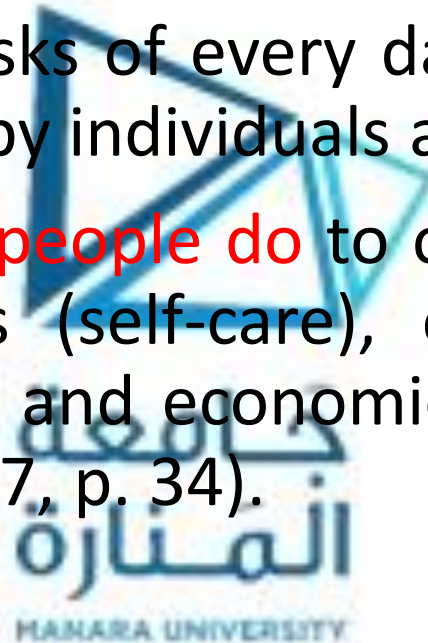 sks of every da
by individuals a
people do to c
s (self-care), c
and economi
7, p. 34).
جامعة
المنارة
MANARA UNIVERSITY